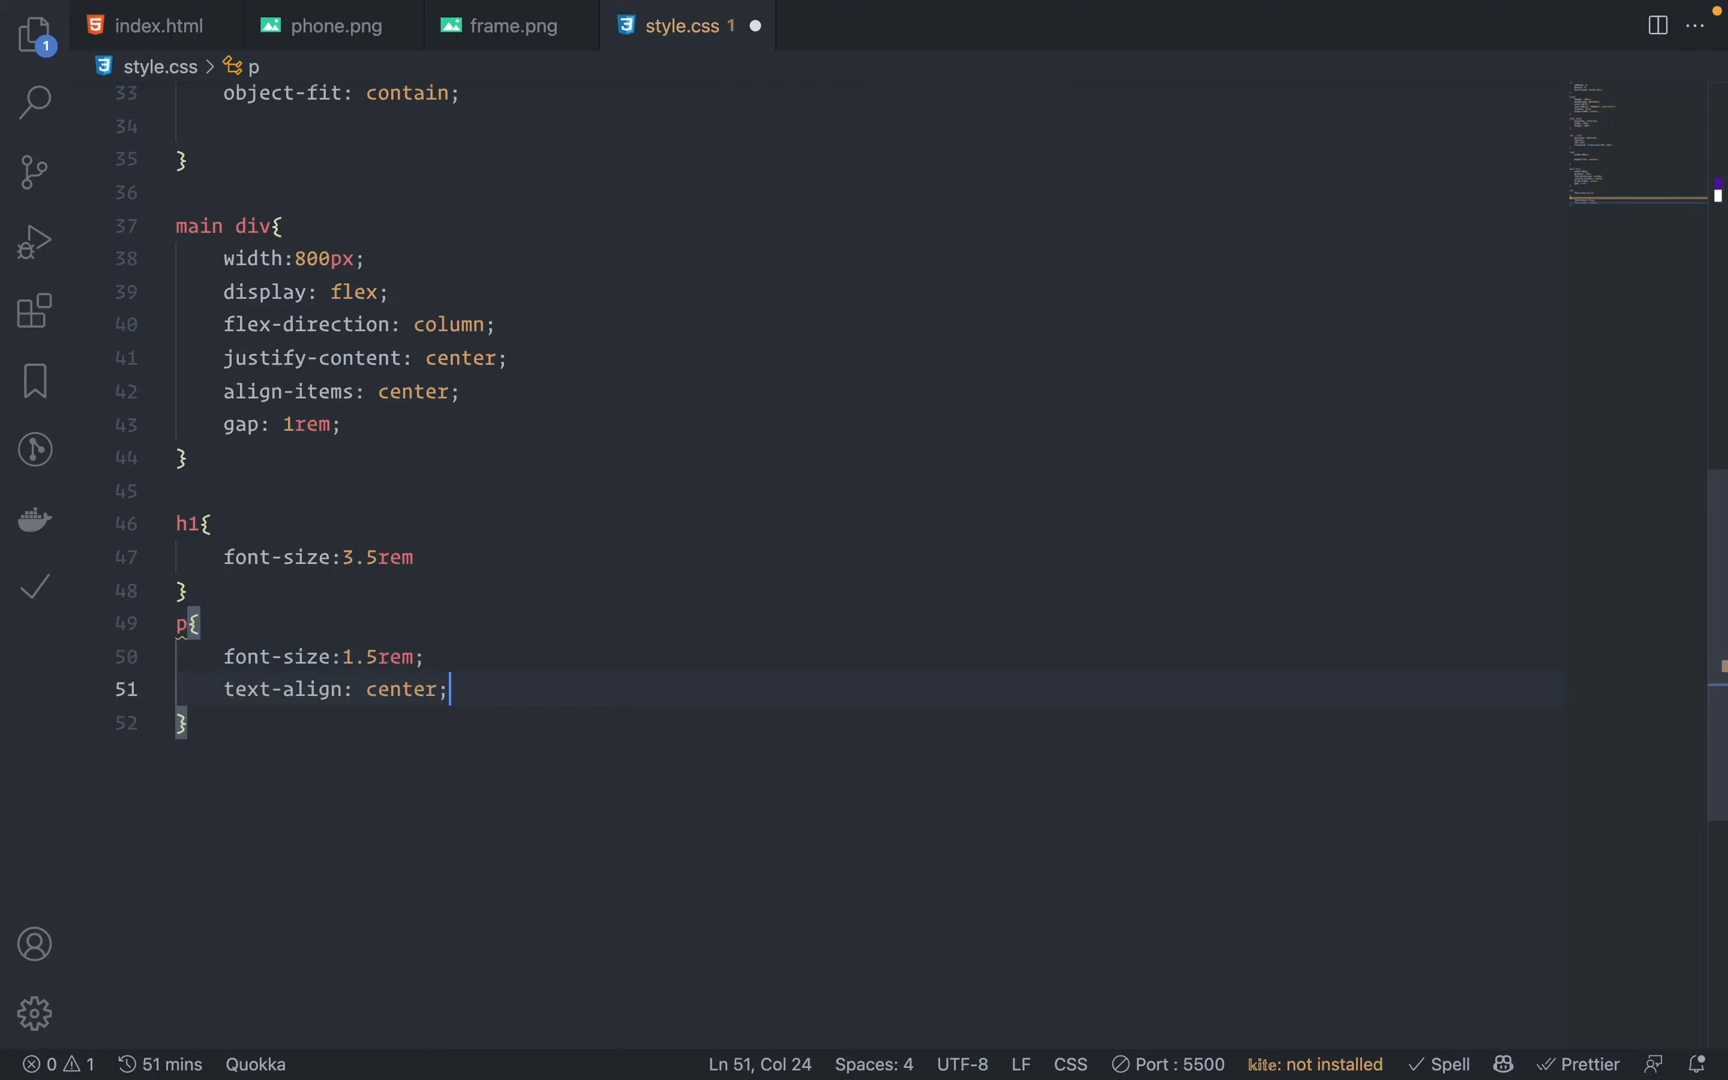 index.html phone.png frame.png style.css 1
1
style.css > p
33 object-fit: contain;
34
35 }
36
37 main div{
38 width:800px;
39 display: flex;
40 flex-direction: column;
41 justify-content: center;
42 align-items: center;
43 gap: 1rem;
44 }
45
46 h1{
47 font-size:3.5rem
48 }
49 p{
50 font-size:1.5rem;
51 text-align: center;
52 }
0 1 51 mins Quokka Ln 51, Col 24 Spaces: 4 UTF-8 LF CSS Port : 5500 kite: not installed Spell Prettier